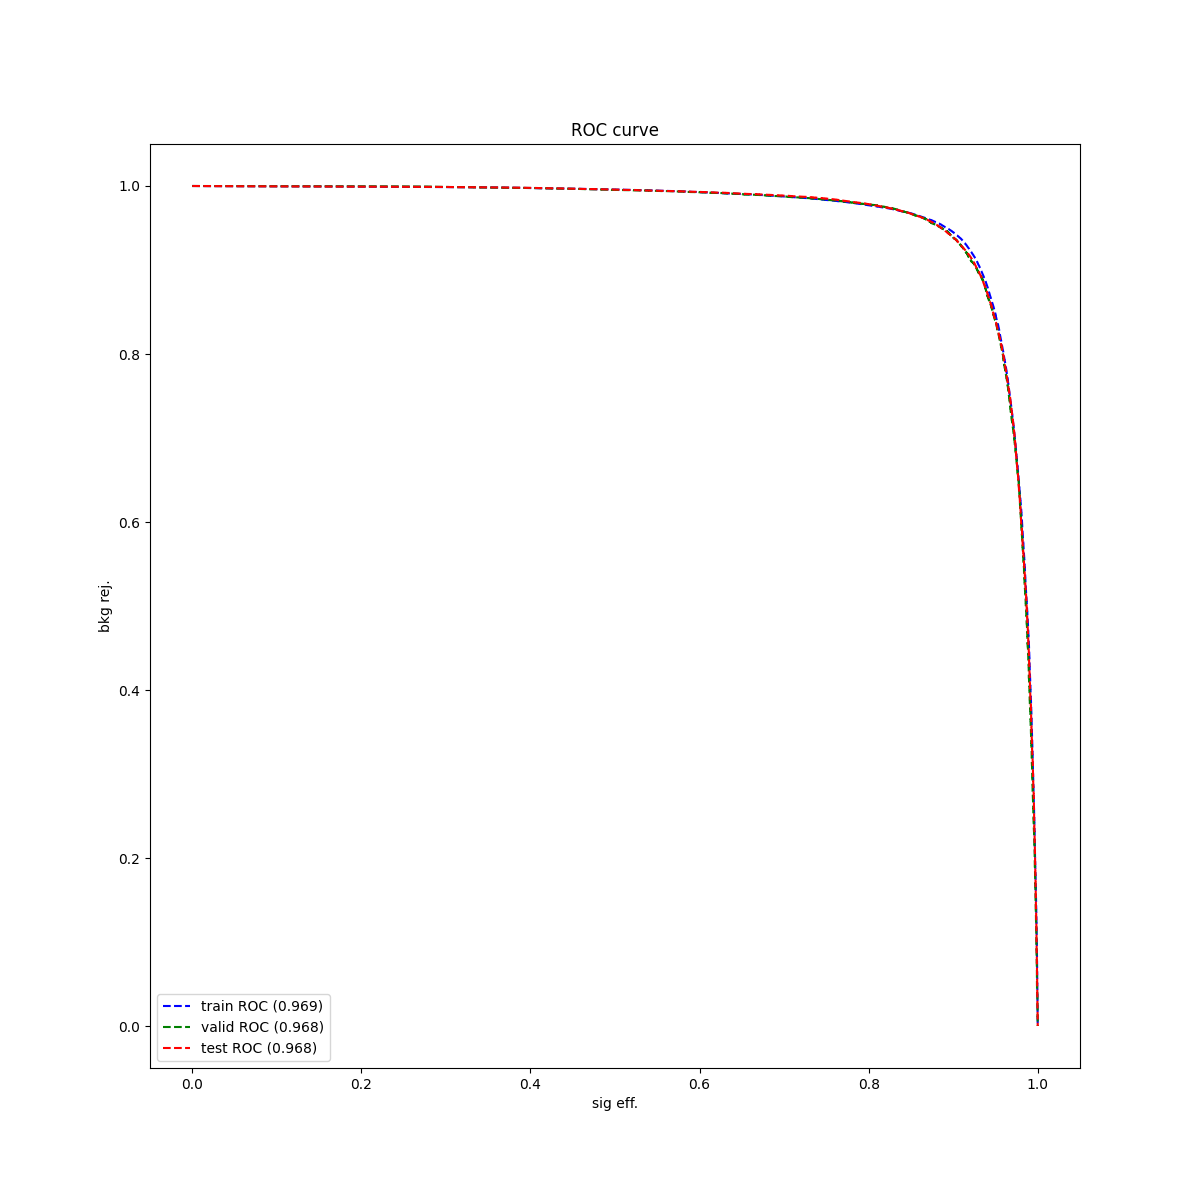 ROC curve
1.0
0.8
0.6
0.4
0.2
0.0
bkg rej.
train ROC (0.969)
valid ROC (0.968)
test ROC (0.968)
0.0 0.2 0.4 0.6 0.8 1.0
sig eff.